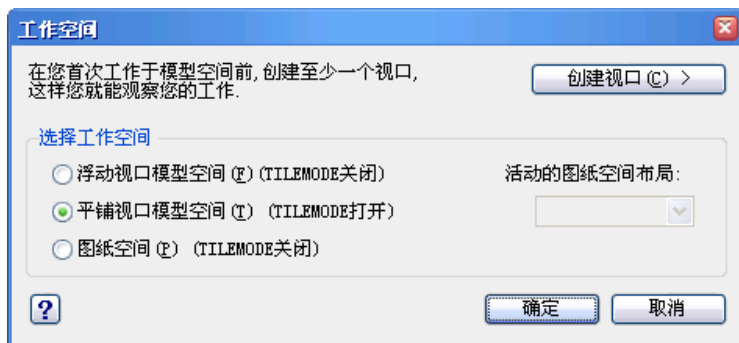 工作空间
在您首次工作于模型空间前,创建至少一个视口,
这样您就能观察您的工作.
创建视口(C) >
选择工作空间
浮动视口模型空间(F)(TILEMODE关闭)
活动的图纸空间布局:
平铺视口模型空间(T) (TILEMODE打开)
图纸空间(P) (TILEMODE关闭)
?
确定
取消